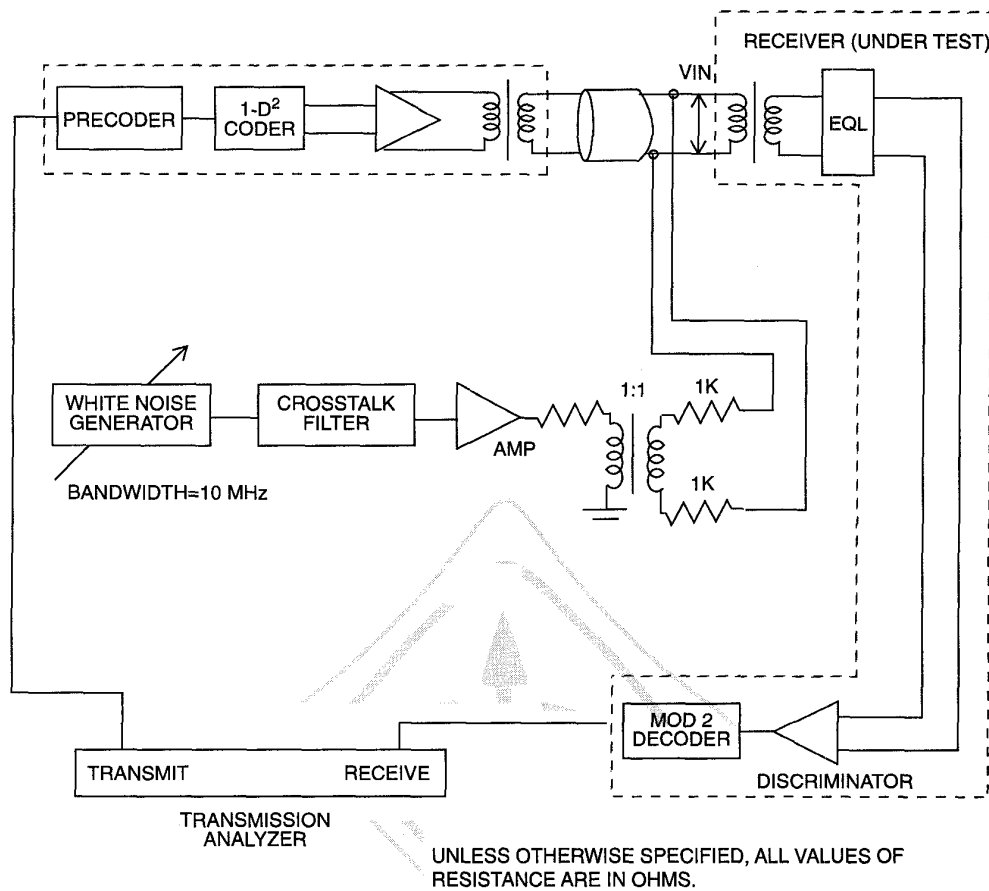 RECEIVER (UNDER TEST)
VIN
PRECODER
1-D²
CODER
EQL
WHITE NOISE
GENERATOR
CROSSTALK
FILTER
AMP
1:1
1K
1K
BANDWIDTH=10 MHz
MOD 2
DECODER
DISCRIMINATOR
TRANSMIT
RECEIVE
TRANSMISSION
ANALYZER
UNLESS OTHERWISE SPECIFIED, ALL VALUES OF
RESISTANCE ARE IN OHMS.